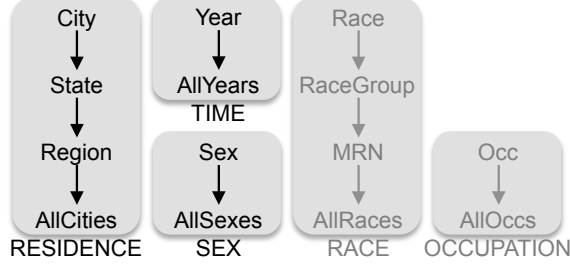 City
State
Region
AllCities
RESIDENCE
Year
AllYears
TIME
Sex
AllSexes
SEX
Race
RaceGroup
MRN
AllRaces
RACE
Occ
AllOccs
OCCUPATION